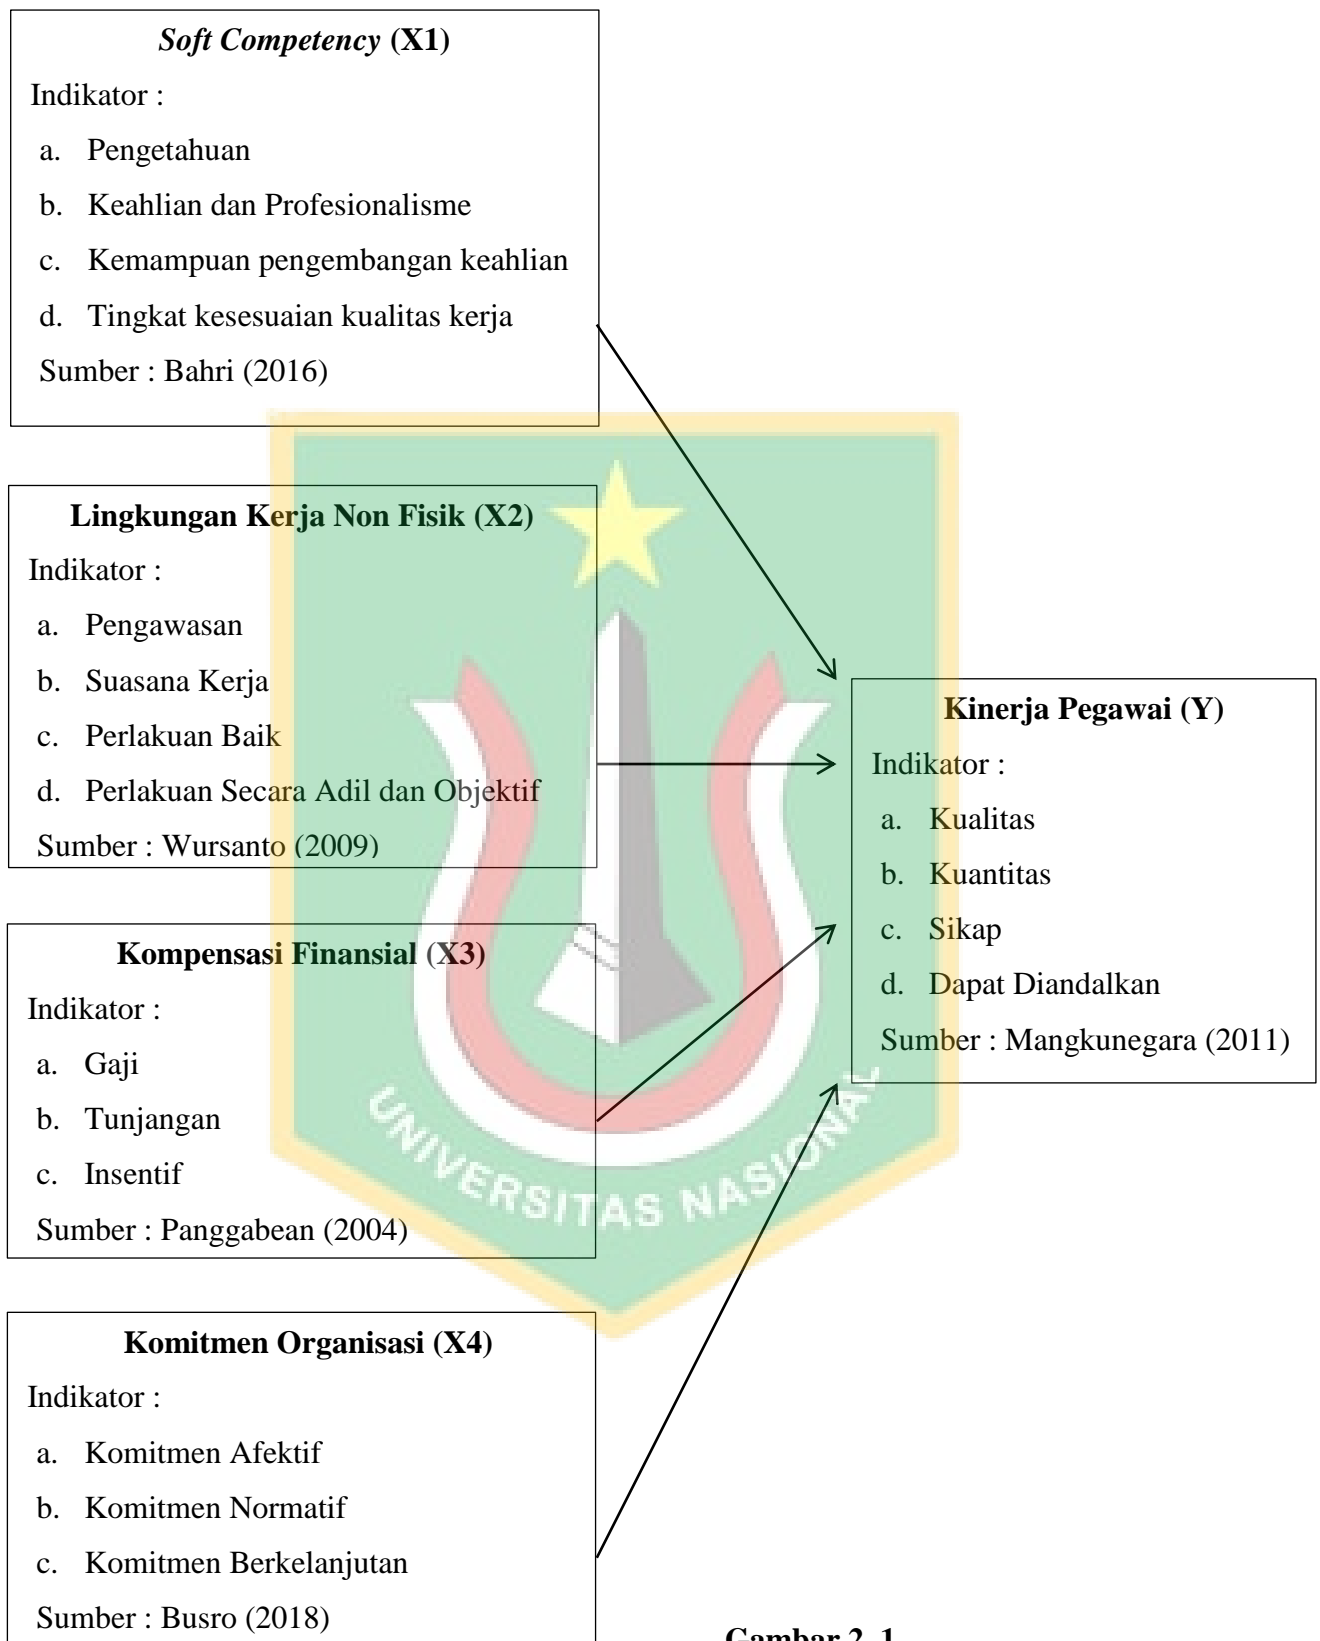 Soft Competency (X1)
Indikator :
a. Pengetahuan
b. Keahlian dan Profesionalisme
c. Kemampuan pengembangan keahlian
d. Tingkat kesesuaian kualitas kerja
Sumber : Bahri (2016)
Lingkungan Kerja Non Fisik (X2)
Indikator :
a. Pengawasan
b. Suasana Kerja
c. Perlakuan Baik
d. Perlakuan Secara Adil dan Objektif
Sumber : Wursanto (2009)
Kompensasi Finansial (X3)
Indikator :
a. Gaji
b. Tunjangan
c. Insentif
Sumber : Panggabean (2004)
Komitmen Organisasi (X4)
Indikator :
a. Komitmen Afektif
b. Komitmen Normatif
c. Komitmen Berkelanjutan
Sumber : Busro (2018)
Kinerja Pegawai (Y)
Indikator :
a. Kualitas
b. Kuantitas
c. Sikap
d. Dapat Diandalkan
Sumber : Mangkunegara (2011)
UNIVERSITAS NASIONAL
Gambar 2. 1